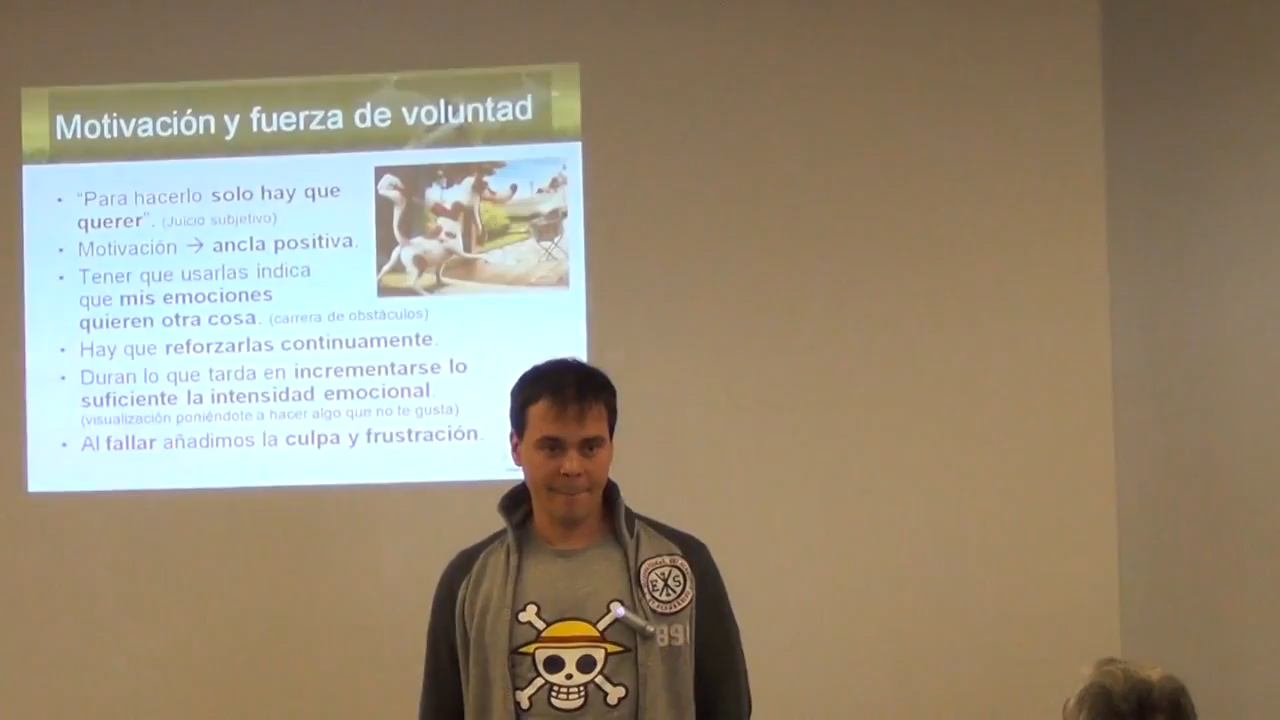 Motivación y fuerza de voluntad
• “Para hacerlo solo hay que
querer”. (Juicio subjetivo)
• Motivación → ancla positiva.
• Tener que usarlas indica
que mis emociones
quieren otra cosa. (carrera de obstáculos)
• Hay que reforzarlas continuamente.
• Duran lo que tarda en incrementarse lo
suficiente la intensidad emocional.
(visualización poniéndote a hacer algo que no te gusta)
• Al fallar añadimos la culpa y frustración.
891